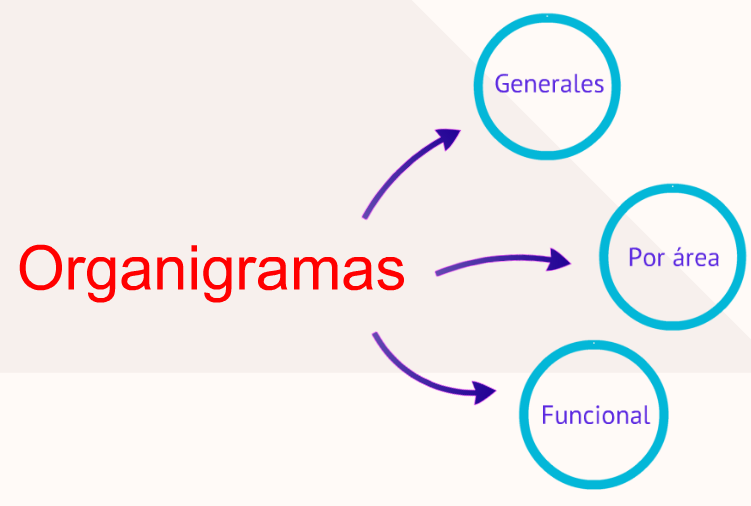 Generales
Organigramas
Por área
Funcional